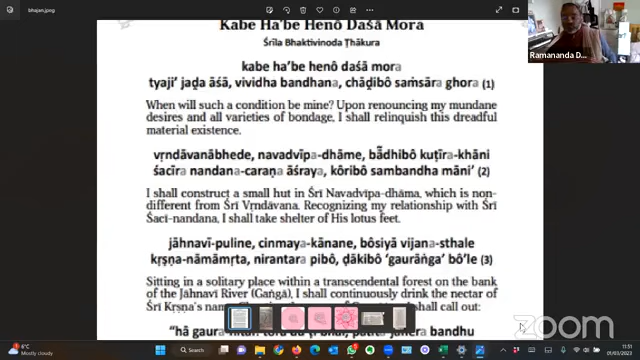 bhajan.jpeg
Kabe Ha'be Henô Daśā Mora
Śrīla Bhaktivinoda Ṭhākura
kabe ha'be henô daśā mora
tyaji' jaḍa āśā, vividha bandhana, chāḍibô saṁsāra ghora (1)
When will such a condition be mine? Upon renouncing my mundane
desires and all varieties of bondage, I shall relinquish this dreadful
material existence.
vṛndāvanābhede, navadvīpa-dhāme, bā̐dhibô kuṭīra-khāni
śacīra nandana-caraṇa āśraya, kôribô sambandha māni' (2)
I shall construct a small hut in Śrī Navadvīpa-dhāma, which is non-
different from Śrī Vṛndāvana. Recognizing my relationship with Śrī
Śacī-nandana, I shall take shelter of His lotus feet.
jāhnavī-puline, cinmaya-kānane, bôsiyā vijana-sthale
kṛṣṇa-nāmāmṛta, nirantara pibô, ḍākibô 'gaurāṅga' bô'le (3)
Sitting in a solitary place within a transcendental forest on the bank
of the Jāhnavī River (Gaṅgā), I shall continuously drink the nectar of
Śrī Kṛṣṇa's
shall call out:
"hā gaura
bandhu
Ramananda D...
zoom
6°C
Mostly cloudy
Search
11:51
01/03/2023